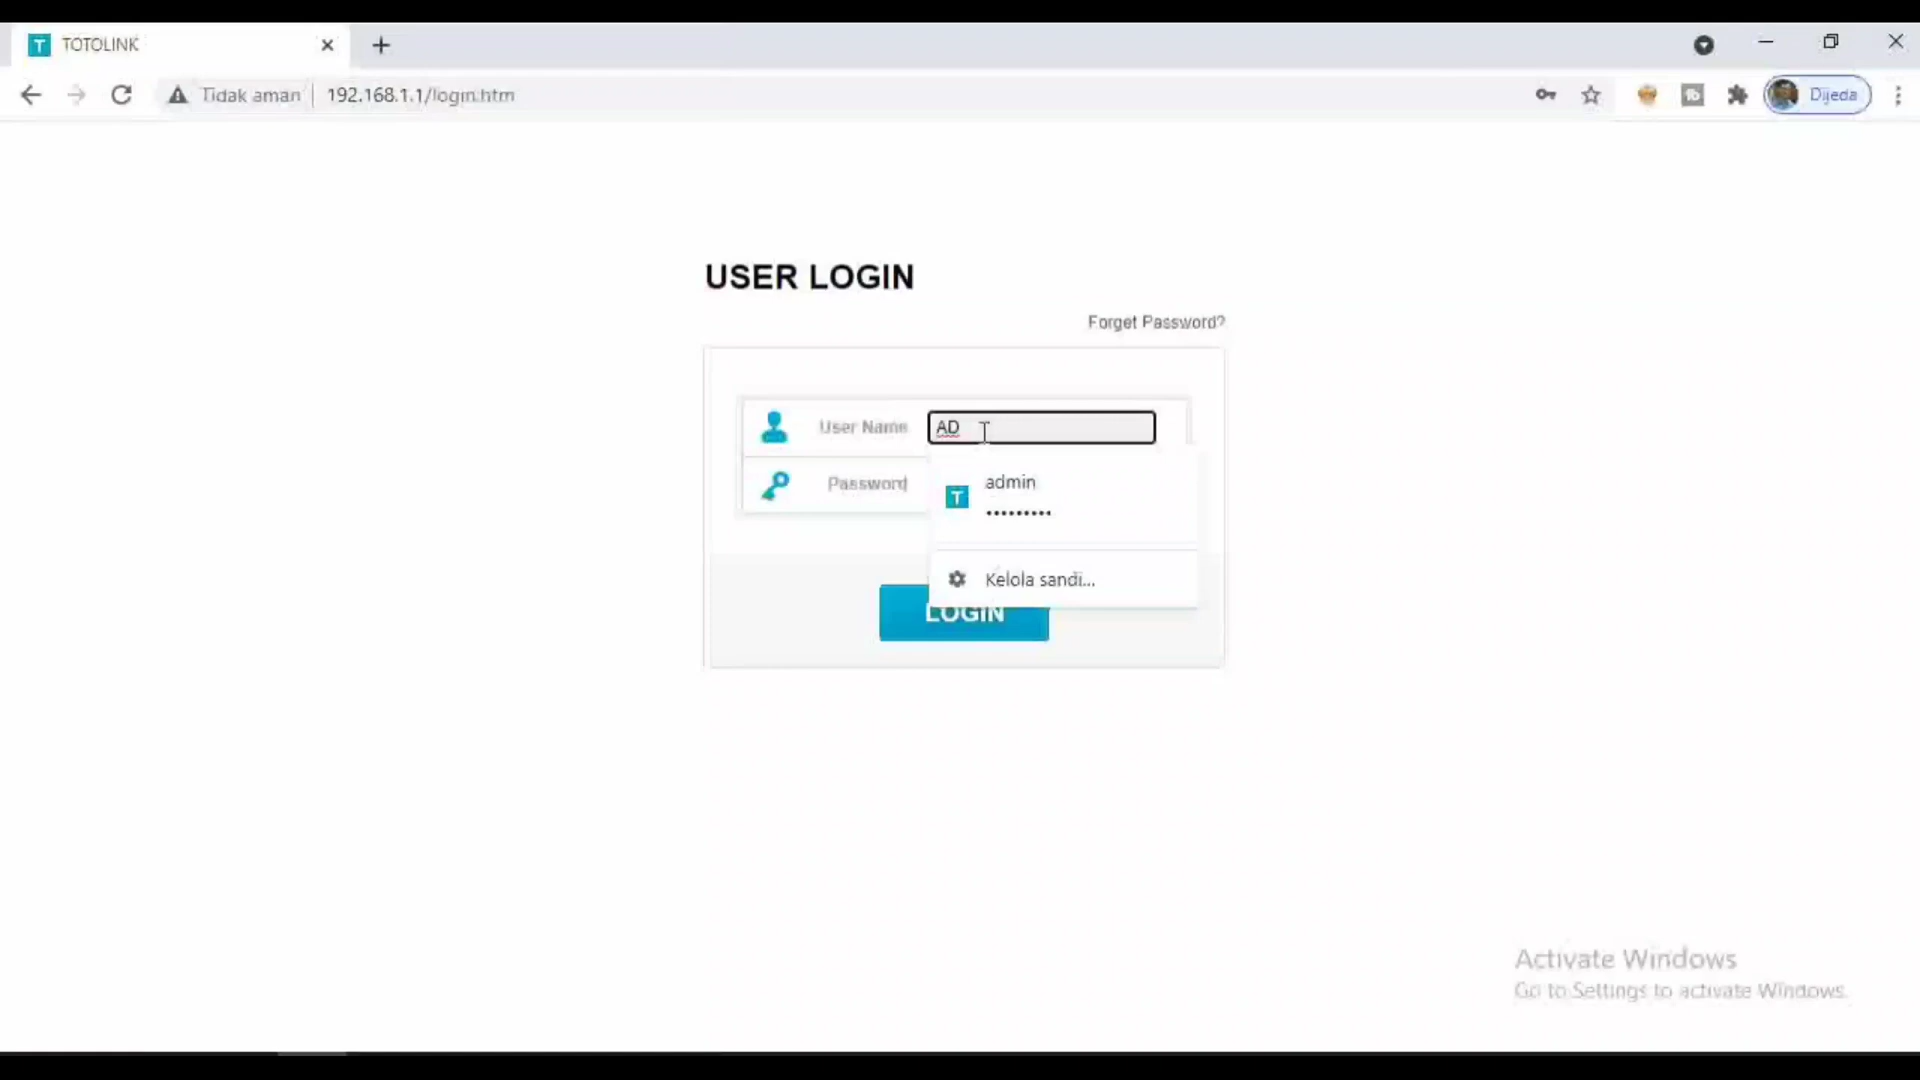 TOTOLINK
Tidak aman
192.168.1.1/login.htm
Dijeda
USER LOGIN
Forget Password?
User Name
AD
admin
•••••••••
Password
Kelola sandi...
LOGIN
Activate Windows
Go to Settings to activate Windows.